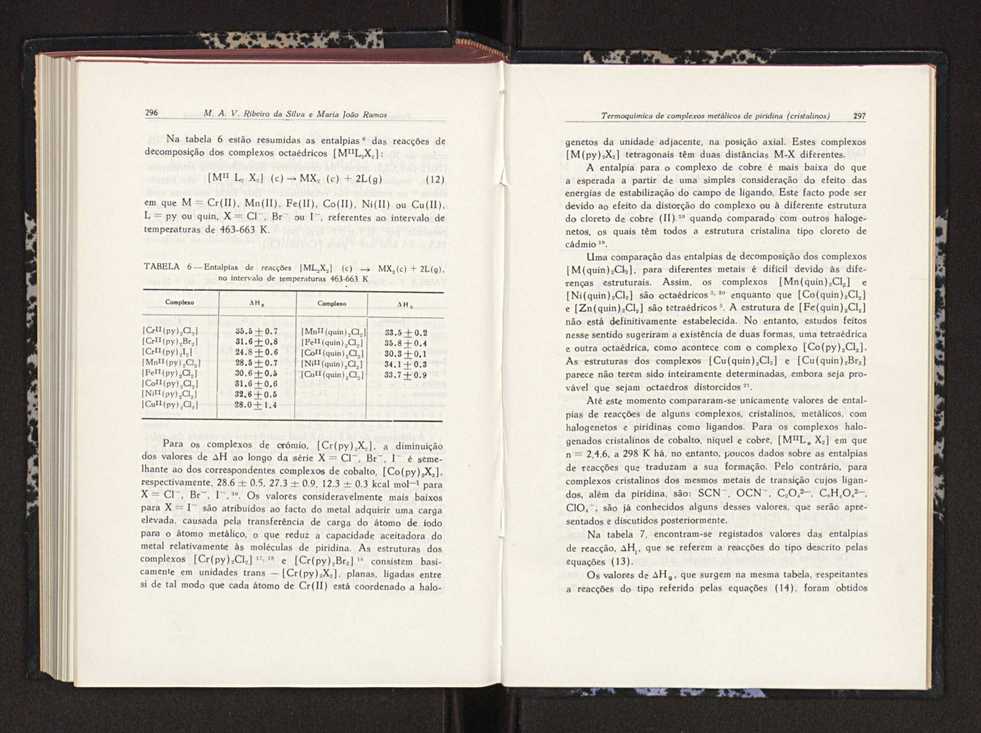 296 M. A. V. Ribeiro da Silva e Maria João Ramos
Na tabela 6 estão resumidas as entalpias ⁶ das reacções de
decomposição dos complexos octaédricos [MᴵᴵL₂X₂]:
[Mᴵᴵ L₂ X₂] (c) → MX₂ (c) + 2L(g) (12)
em que M = Cr(II), Mn(II), Fe(II), Co(II), Ni(II) ou Cu(II),
L = py ou quin, X = Cl⁻, Br⁻ ou I⁻, referentes ao intervalo de
temperaturas de 463-663 K.
TABELA 6 — Entalpias de reacções [ML₂X₂] (c) → MX₂(c) + 2L(g),
no intervalo de temperaturas 463-663 K
Complexo ΔH Complexo ΔH
[Crᴵᴵ(py)₂Cl₂] 35.5 ± 0.7 [Mnᴵᴵ(quin)₂Cl₂] 33.5 ± 0.2
[Crᴵᴵ(py)₂Br₂] 31.6 ± 0.8 [Feᴵᴵ(quin)₂Cl₂] 35.8 ± 0.4
[Crᴵᴵ(py)₂I₂] 24.8 ± 0.6 [Coᴵᴵ(quin)₂Cl₂] 30.3 ± 0.1
[Mnᴵᴵ(py)₂Cl₂] 28.5 ± 0.7 [Niᴵᴵ(quin)₂Cl₂] 34.1 ± 0.3
[Feᴵᴵ(py)₂Cl₂] 30.6 ± 0.5 [Cuᴵᴵ(quin)₂Cl₂] 33.7 ± 0.9
[Coᴵᴵ(py)₂Cl₂] 31.6 ± 0.6
[Niᴵᴵ(py)₂Cl₂] 32.6 ± 0.5
[Cuᴵᴵ(py)₂Cl₂] 28.0 ± 1.4
Para os complexos de crómio, [Cr(py)₂X₂], a diminuição
dos valores de ΔH ao longo da série X = Cl⁻, Br⁻, I⁻ é seme-
lhante ao dos correspondentes complexos de cobalto, [Co(py)₂X₂],
respectivamente, 28.6 ± 0.5, 27.3 ± 0.9, 12.3 ± 0.3 kcal mol⁻¹ para
X = Cl⁻, Br⁻, I⁻. Os valores consideravelmente mais baixos
para X = I⁻ são atribuídos ao facto do metal adquirir uma carga
elevada, causada pela transferência de carga do átomo de iodo
para o átomo metálico, o que reduz a capacidade aceitadora do
metal relativamente às moléculas de piridina. As estruturas dos
complexos [Cr(py)₂Cl₂] ¹⁷, ¹⁸ e [Cr(py)₂Br₂] consistem basi-
camente em unidades trans — [Cr(py)₂X₂], planas, ligadas entre
si de tal modo que cada átomo de Cr(II) está coordenado a halo-
Termoquímica de complexos metálicos de piridina (cristalinos) 297
genetos da unidade adjacente, na posição axial. Estes complexos
[M(py)₂X₂] tetragonais têm duas distâncias M-X diferentes.
A entalpia para o complexo de cobre é mais baixa do que
a esperada a partir de uma simples consideração do efeito das
energias de estabilização do campo de ligando. Este facto pode ser
devido ao efeito da distorção do complexo ou à diferente estrutura
do cloreto de cobre (II) ¹⁹ quando comparado com outros haloge-
netos, os quais têm todos a estrutura cristalina tipo cloreto de
cádmio ¹⁹.
Uma comparação das entalpias de decomposição dos complexos
[M(quin)₂Cl₂], para diferentes metais é difícil devido às dife-
renças estruturais. Assim, os complexos [Mn(quin)₂Cl₂] e
[Ni(quin)₂Cl₂] são octaédricos ⁵, ²⁰ enquanto que [Co(quin)₂Cl₂]
e [Zn(quin)₂Cl₂] são tetraédricos ⁵. A estrutura de [Fe(quin)₂Cl₂]
não está definitivamente estabelecida. No entanto, estudos feitos
nesse sentido sugeriram a existência de duas formas, uma tetraédrica
e outra octaédrica, como acontece com o complexo [Co(py)₂Cl₂].
As estruturas dos complexos [Cu(quin)₂Cl₂] e [Cu(quin)₂Br₂]
parece não terem sido inteiramente determinadas, embora seja pro-
vável que sejam octaedros distorcidos ²¹.
Até este momento compararam-se unicamente valores de ental-
pias de reacções de alguns complexos, cristalinos, metálicos, com
halogenetos e piridinas como ligandos. Para os complexos halo-
genados cristalinos de cobalto, níquel e cobre, [MᴵᴵLₙ X₂] em que
n = 2,4,6, a 298 K há, no entanto, poucos dados sobre as entalpias
de reacções que traduzam a sua formação. Pelo contrário, para
complexos cristalinos dos mesmos metais de transição cujos ligan-
dos, além da piridina, são: SCN⁻, OCN⁻, C₂O₄²⁻, C₄H₄O₄²⁻,
ClO₄⁻, são já conhecidos alguns desses valores, que serão apre-
sentados e discutidos posteriormente.
Na tabela 7, encontram-se registados valores das entalpias
de reacção, ΔH, que se referem a reacções do tipo descrito pelas
equações (13).
Os valores de ΔH, que surgem na mesma tabela, respeitantes
a reacções do tipo referido pelas equações (14), foram obtidos